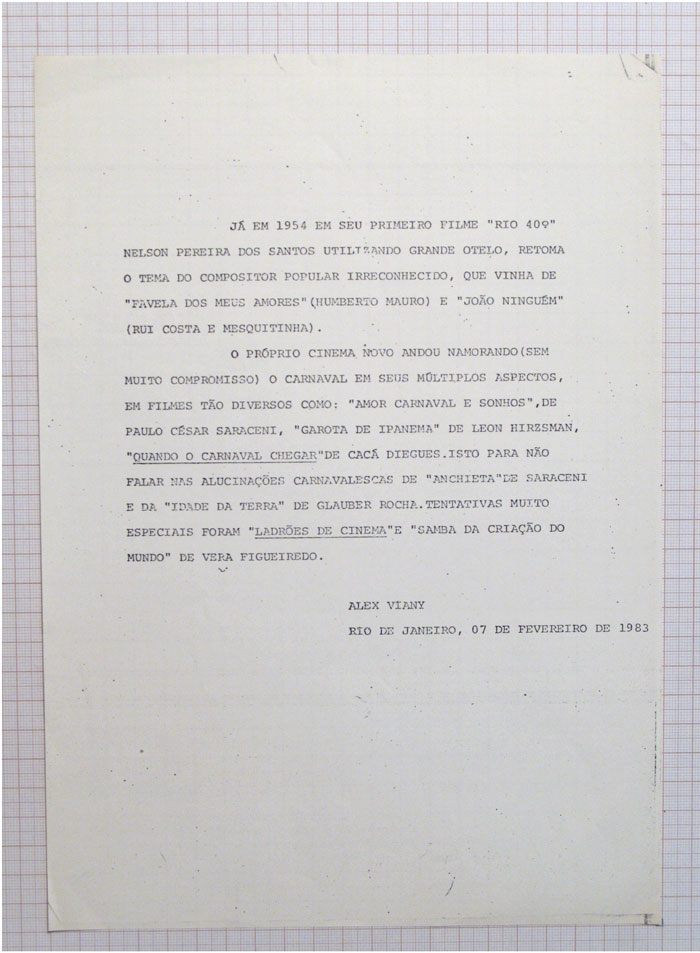 JÁ EM 1954 EM SEU PRIMEIRO FILME "RIO 40º"
NELSON PEREIRA DOS SANTOS UTILIZANDO GRANDE OTELO, RETOMA
O TEMA DO COMPOSITOR POPULAR IRRECONHECIDO, QUE VINHA DE
"FAVELA DOS MEUS AMORES"(HUMBERTO MAURO) E "JOÃO NINGUÉM"
(RUI COSTA E MESQUITINHA).
O PRÓPRIO CINEMA NOVO ANDOU NAMORANDO(SEM
MUITO COMPROMISSO) O CARNAVAL EM SEUS MÚLTIPLOS ASPECTOS,
EM FILMES TÃO DIVERSOS COMO: "AMOR CARNAVAL E SONHOS",DE
PAULO CÉSAR SARACENI, "GAROTA DE IPANEMA" DE LEON HIRZSMAN,
"QUANDO O CARNAVAL CHEGAR"DE CACÁ DIEGUES.ISTO PARA NÃO
FALAR NAS ALUCINAÇÕES CARNAVALESCAS DE "ANCHIETA"DE SARACENI
E DA "IDADE DA TERRA" DE GLAUBER ROCHA.TENTATIVAS MUITO
ESPECIAIS FORAM "LADRÕES DE CINEMA"E "SAMBA DA CRIAÇÃO DO
MUNDO" DE VERA FIGUEIREDO.
ALEX VIANY
RIO DE JANEIRO, 07 DE FEVEREIRO DE 1983